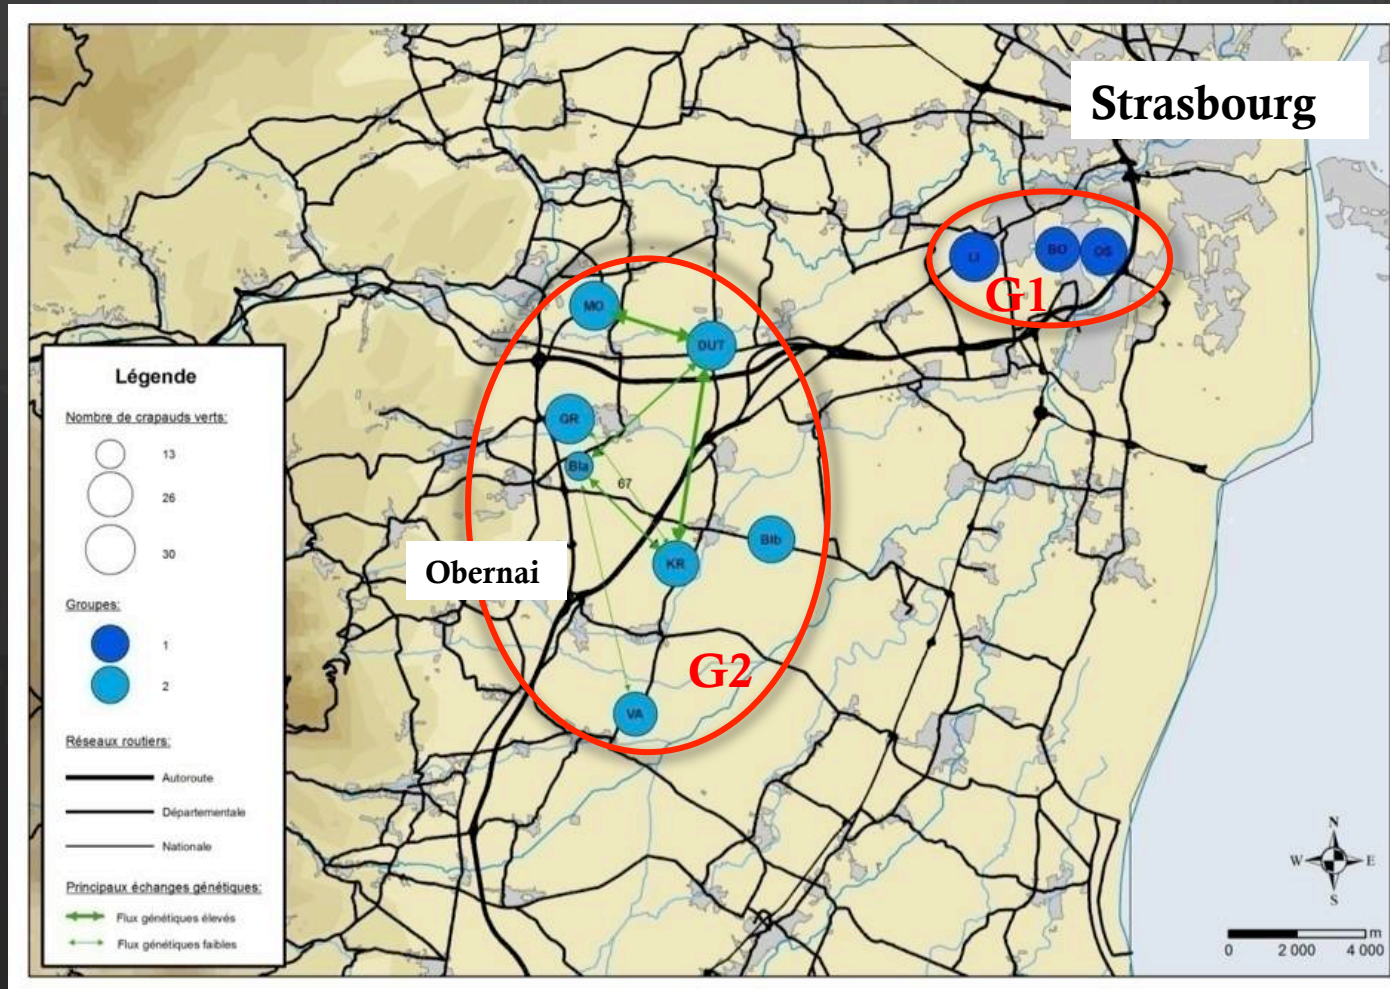 Strasbourg
LI
BO
OS
G1
MO
DUT
GR
Bla
67
Obernai
KR
Blb
G2
VA
Légende
Nombre de crapauds verts:
13
26
30
Groupes:
1
2
Réseaux routiers:
Autoroute
Départementale
Nationale
Principaux échanges génétiques:
Flux génétiques élevés
Flux génétiques faibles
N
W E
S
m
0 2 000 4 000